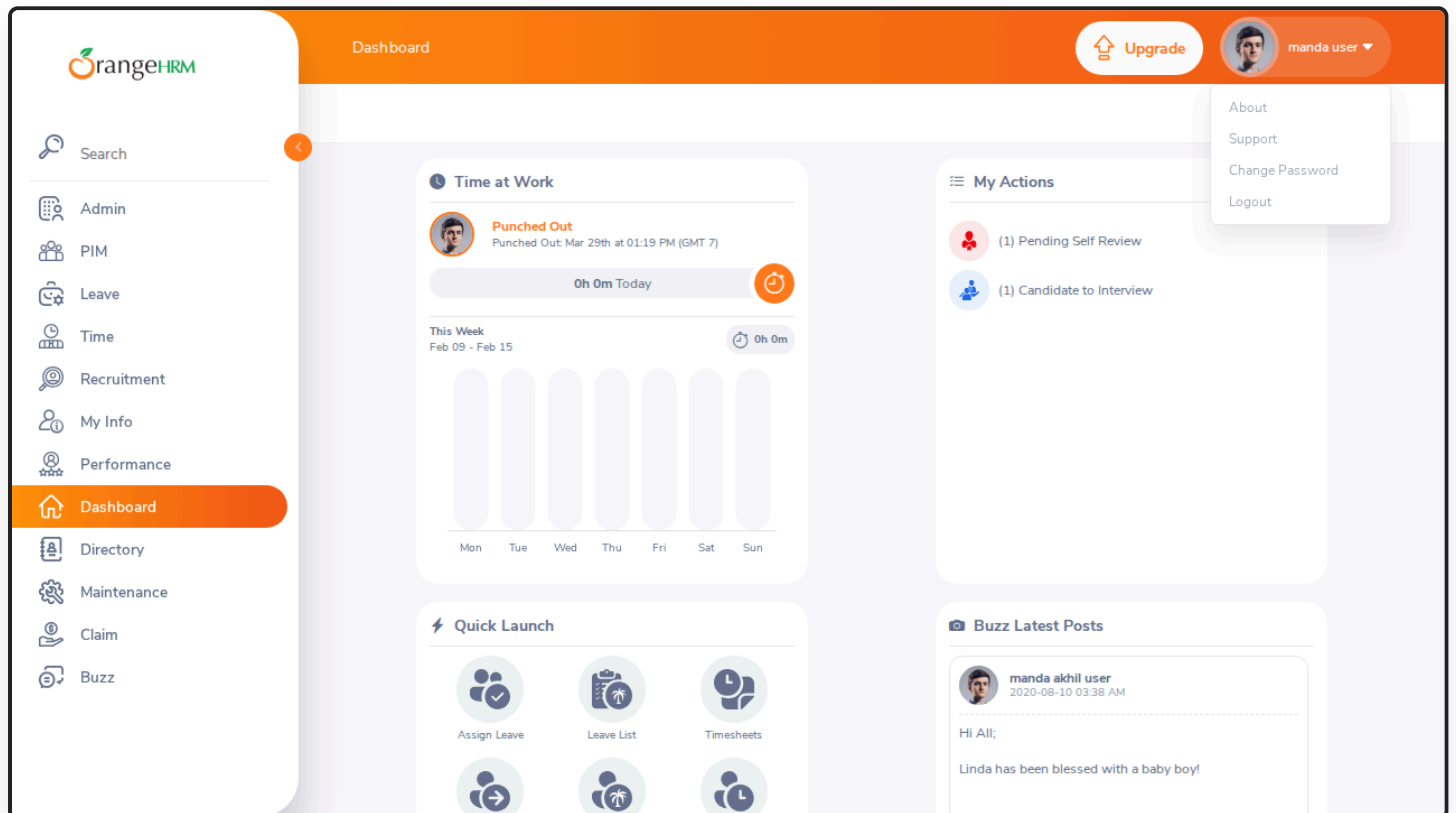 OrangeHRM
Dashboard
Upgrade
manda user
About
Support
Change Password
Logout
Search
Admin
PIM
Leave
Time
Recruitment
My Info
Performance
Dashboard
Directory
Maintenance
Claim
Buzz
Time at Work
Punched Out
Punched Out: Mar 29th at 01:19 PM (GMT 7)
0h 0m Today
This Week
Feb 09 - Feb 15
0h 0m
Mon Tue Wed Thu Fri Sat Sun
My Actions
(1) Pending Self Review
(1) Candidate to Interview
Quick Launch
Assign Leave Leave List Timesheets
Buzz Latest Posts
manda akhil user
2020-08-10 03:38 AM
Hi All;
Linda has been blessed with a baby boy!